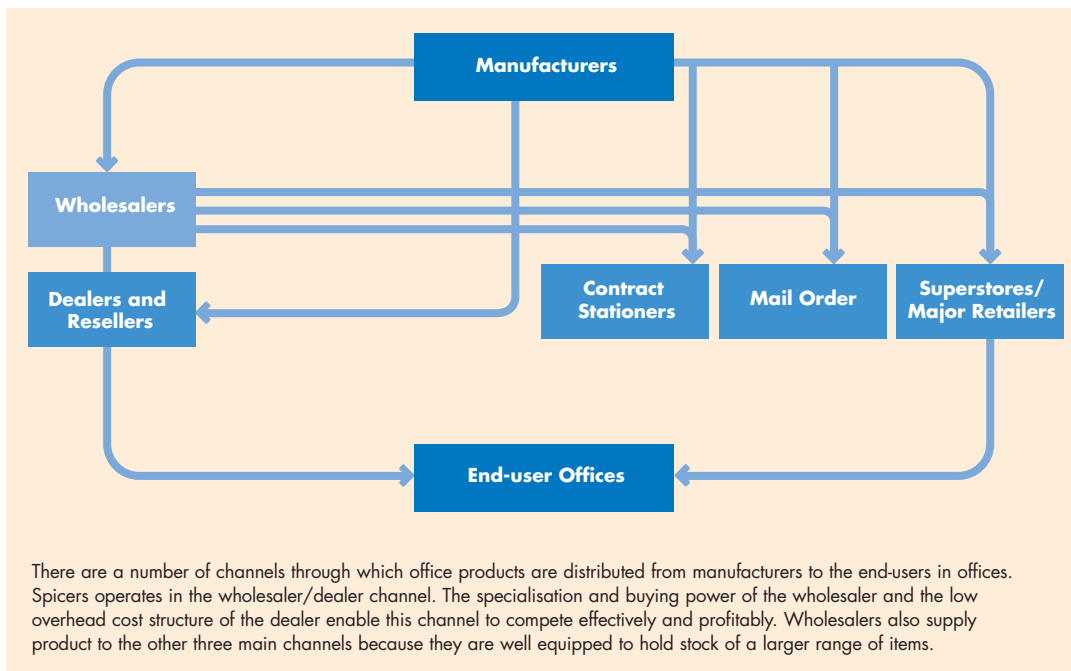 Manufacturers
Wholesalers
Dealers and
Resellers
Contract
Stationers
Mail Order
Superstores/
Major Retailers
End-user Offices
There are a number of channels through which office products are distributed from manufacturers to the end-users in offices.
Spicers operates in the wholesaler/dealer channel. The specialisation and buying power of the wholesaler and the low
overhead cost structure of the dealer enable this channel to compete effectively and profitably. Wholesalers also supply
product to the other three main channels because they are well equipped to hold stock of a larger range of items.